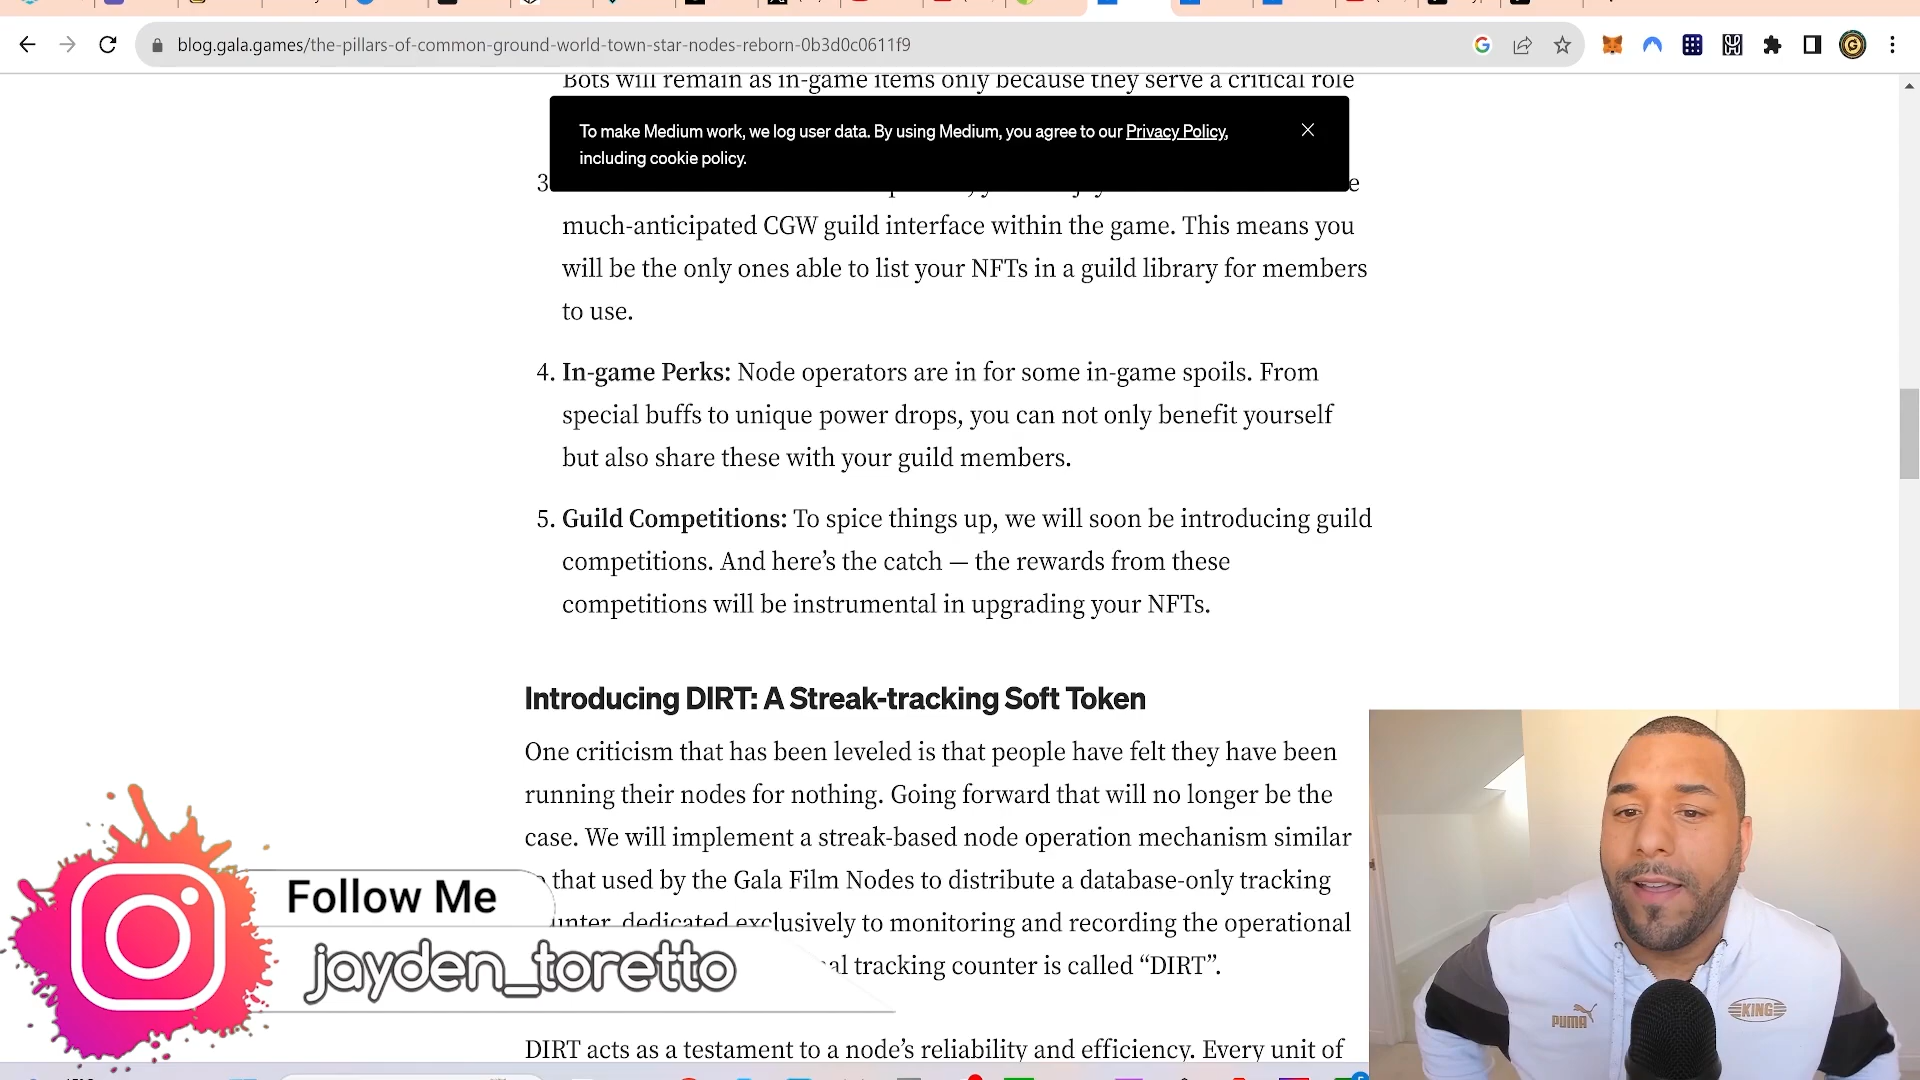 blog.gala.games/the-pillars-of-common-ground-world-town-star-nodes-reborn-0b3d0c0611f9
Bots will remain as in-game items only because they serve a critical role
To make Medium work, we log user data. By using Medium, you agree to our Privacy Policy,
including cookie policy.
3
much-anticipated CGW guild interface within the game. This means you
will be the only ones able to list your NFTs in a guild library for members
to use.
4. In-game Perks: Node operators are in for some in-game spoils. From
special buffs to unique power drops, you can not only benefit yourself
but also share these with your guild members.
5. Guild Competitions: To spice things up, we will soon be introducing guild
competitions. And here’s the catch — the rewards from these
competitions will be instrumental in upgrading your NFTs.
Introducing DIRT: A Streak-tracking Soft Token
One criticism that has been leveled is that people have felt they have been
running their nodes for nothing. Going forward that will no longer be the
case. We will implement a streak-based node operation mechanism similar
that used by the Gala Film Nodes to distribute a database-only tracking
dedicated exclusively to monitoring and recording the operational
tracking counter is called “DIRT”.
DIRT acts as a testament to a node’s reliability and efficiency. Every unit of
Follow Me
jayden_toretto
PUMA
KING